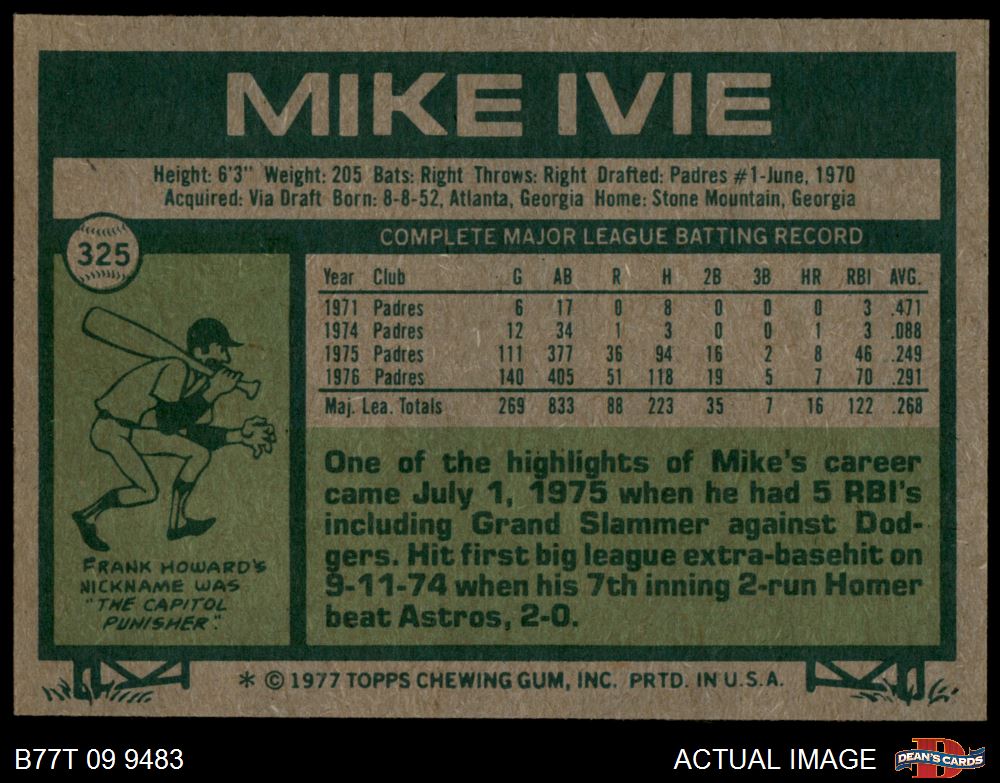 MIKE IVIE
Height: 6'3" Weight: 205 Bats: Right Throws: Right Drafted: Padres #1-June, 1970
Acquired: Via Draft Born: 8-8-52, Atlanta, Georgia Home: Stone Mountain, Georgia
325
COMPLETE MAJOR LEAGUE BATTING RECORD
Year Club G AB R H 2B 3B HR RBI AVG.
1971 Padres 6 17 0 8 0 0 0 3 .471
1974 Padres 12 34 1 3 0 0 1 3 .088
1975 Padres 111 377 36 94 16 2 8 46 .249
1976 Padres 140 405 51 118 19 5 7 70 .291
Maj. Lea. Totals 269 833 88 223 35 7 16 122 .268
One of the highlights of Mike's career
came July 1, 1975 when he had 5 RBI's
including Grand Slammer against Dod-
gers. Hit first big league extra-basehit on
9-11-74 when his 7th inning 2-run Homer
beat Astros, 2-0.
FRANK HOWARD'S
NICKNAME WAS
"THE CAPITOL
PUNISHER".
* © 1977 TOPPS CHEWING GUM, INC. PRTD. IN U.S.A.
B77T 09 9483
ACTUAL IMAGE
D
DEAN'S CARDS